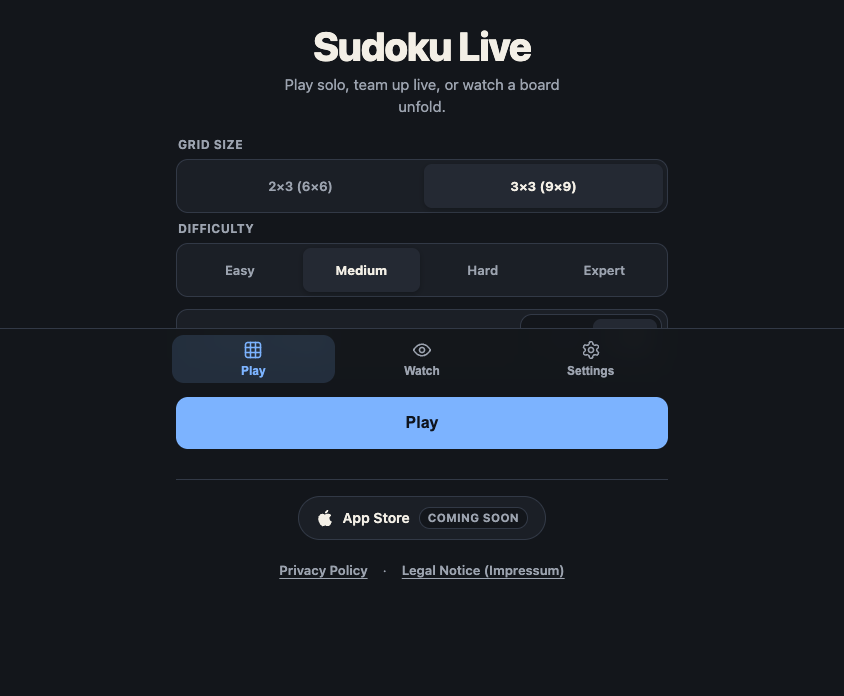 Sudoku Live
Play solo, team up live, or watch a board
unfold.
GRID SIZE
2×3 (6×6) 3×3 (9×9)
DIFFICULTY
Easy Medium Hard Expert
Play Watch Settings
Play
App Store COMING SOON
Privacy Policy · Legal Notice (Impressum)